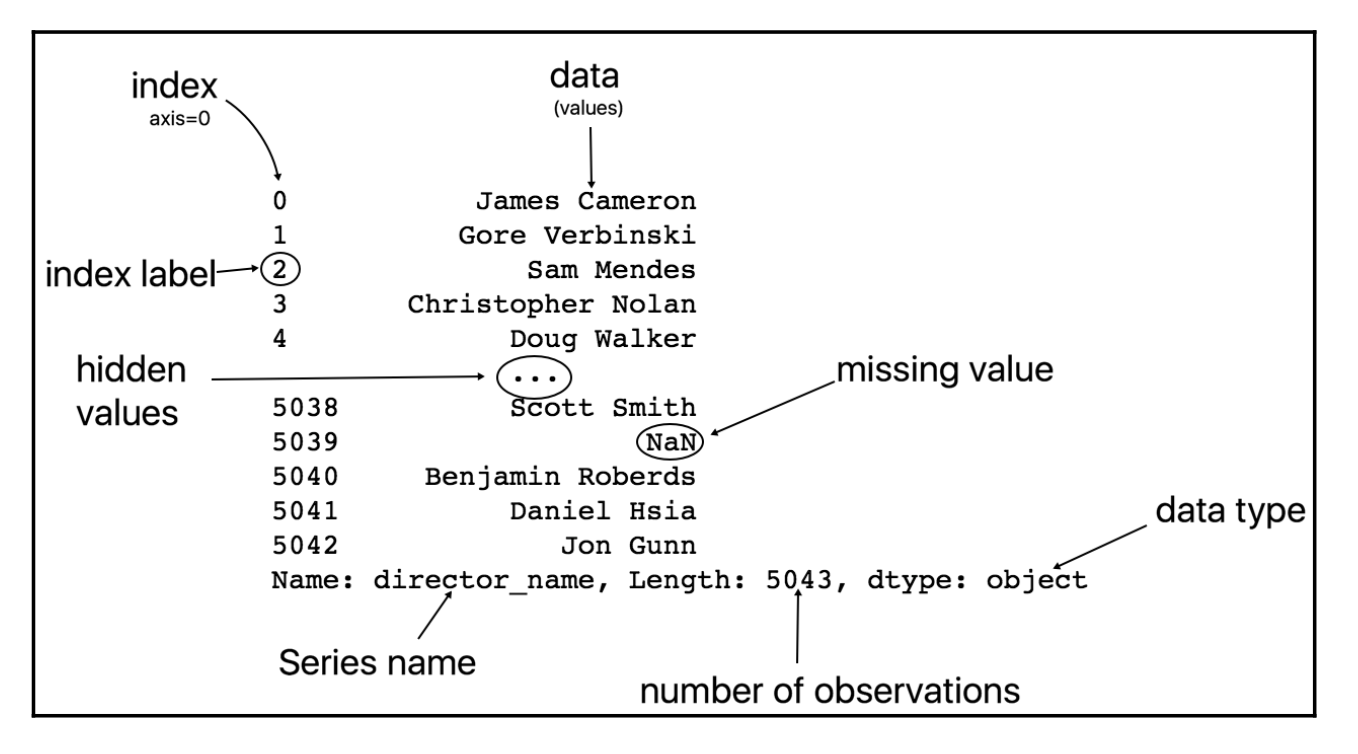 index
axis=0
data
(values)
0 James Cameron
1 Gore Verbinski
index label 2 Sam Mendes
3 Christopher Nolan
4 Doug Walker
hidden
values
...
missing value
5038 Scott Smith
5039 NaN
5040 Benjamin Roberds
5041 Daniel Hsia
data type
5042 Jon Gunn
Name: director_name, Length: 5043, dtype: object
Series name
number of observations